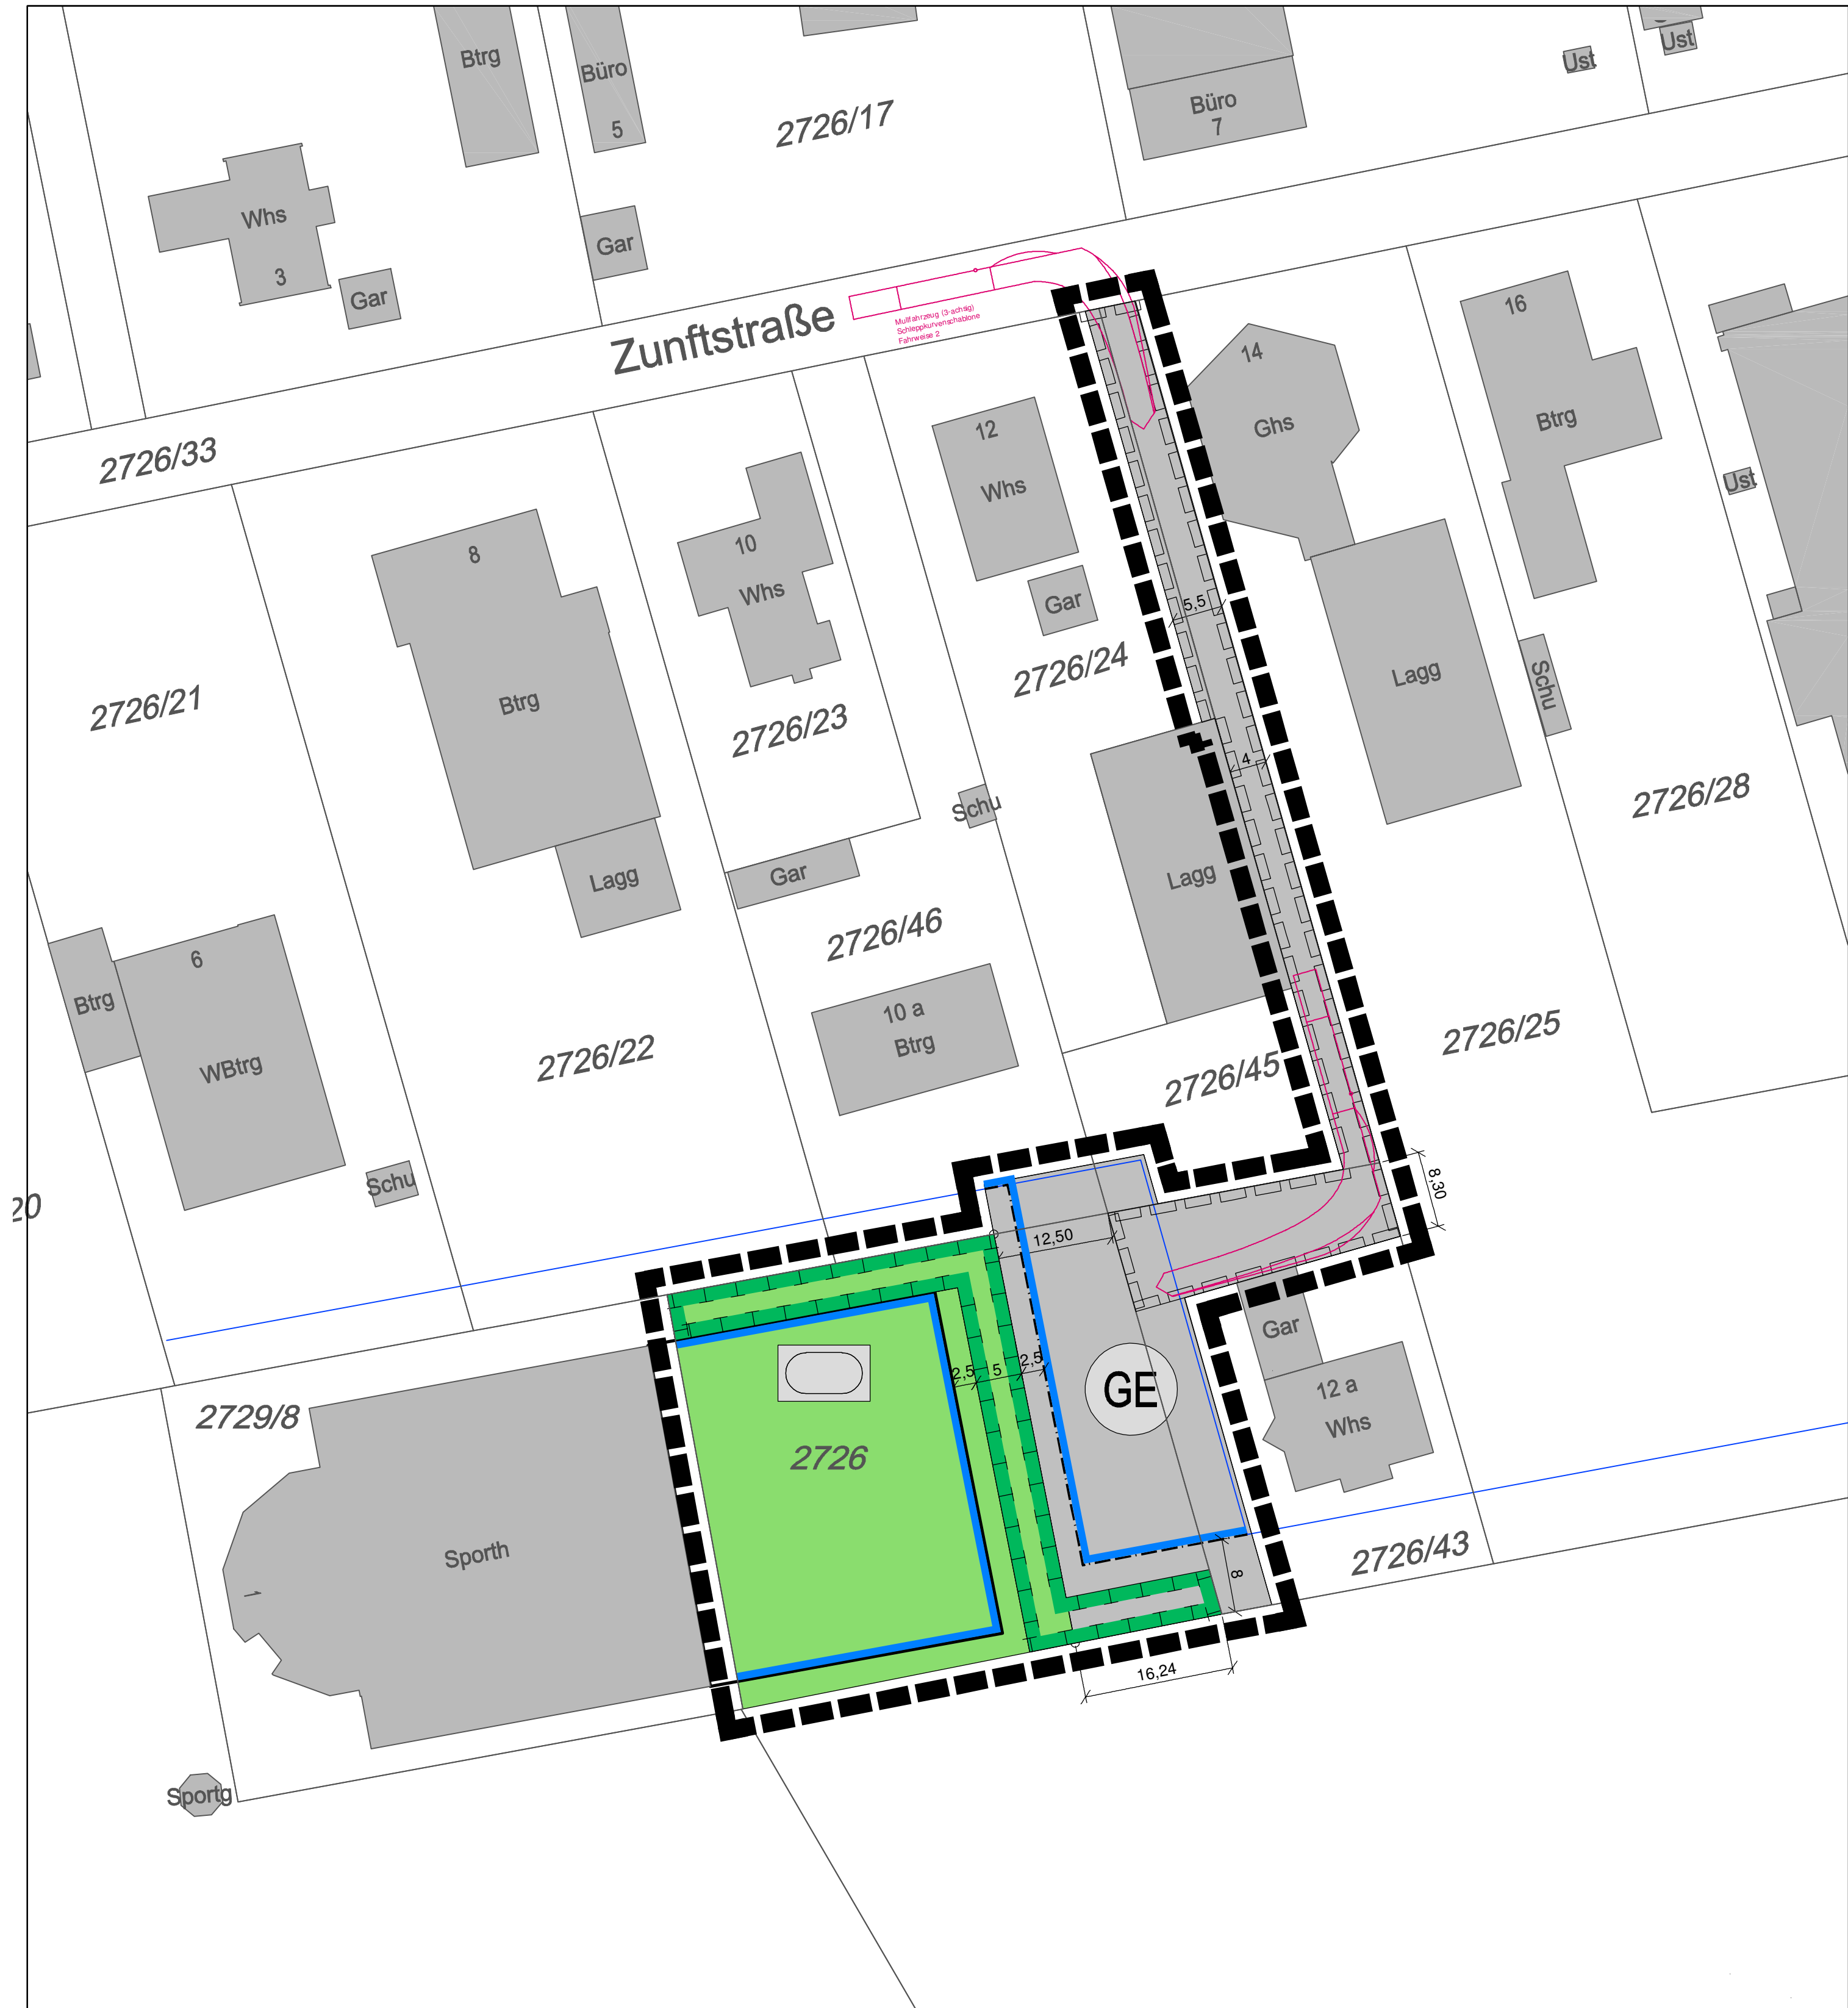 Btrg
Büro
5
2726/17
Büro
7
Ust
Ust
Whs
3
Gar
Gar
Zunftstraße
Müllfahrzeug (3-achsig)
Schleppkurvenschablone
Fahrweise 2
2726/33
16
Btrg
14
Ghs
12
Whs
Gar
Ust
8
Btrg
10
Whs
5,5
2726/24
Lagg
Schu
2726/21
2726/23
4
2726/28
Schu
Lagg
Gar
Lagg
2726/46
6
Btrg
WBtrg
10 a
Btrg
2726/22
2726/45
2726/25
Schu
20
8,30
12,50
Gar
12 a
Whs
2,5
5
2,5
GE
2729/8
2726
Sporth
1
2726/43
8
16,24
Sportg